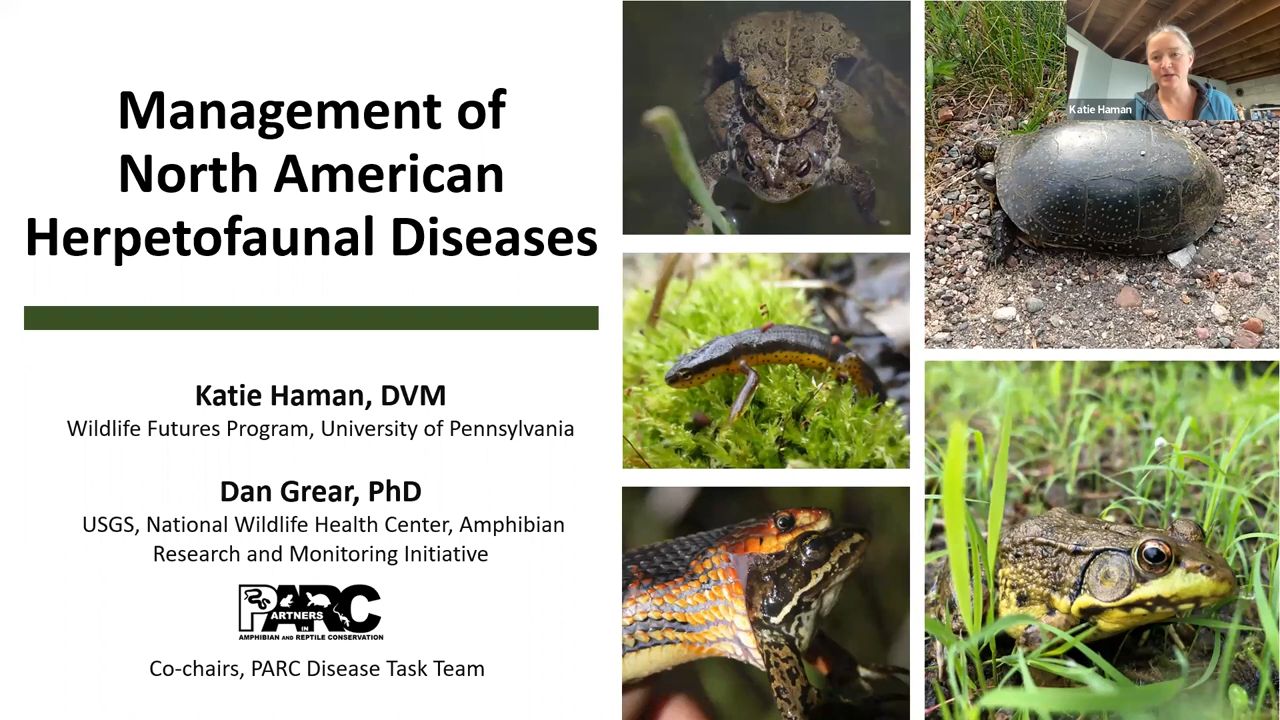 Management of
North American
Herpetofaunal Diseases
Katie Haman, DVM
Wildlife Futures Program, University of Pennsylvania
Dan Grear, PhD
USGS, National Wildlife Health Center, Amphibian
Research and Monitoring Initiative
PARC
PARTNERS
IN
AMPHIBIAN AND REPTILE CONSERVATION
Co-chairs, PARC Disease Task Team
Katie Haman